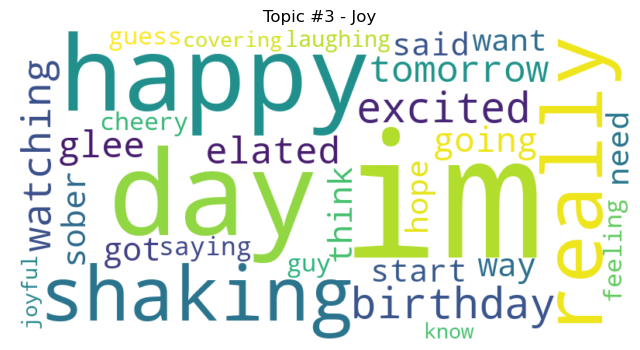 Topic #3 - Joy
guess covering laughing said want
happy tomorrow
watching cheery excited really
glee elated going need
day im
sober think hope
got saying feeling
joyful shaking guy start way
birthday
know